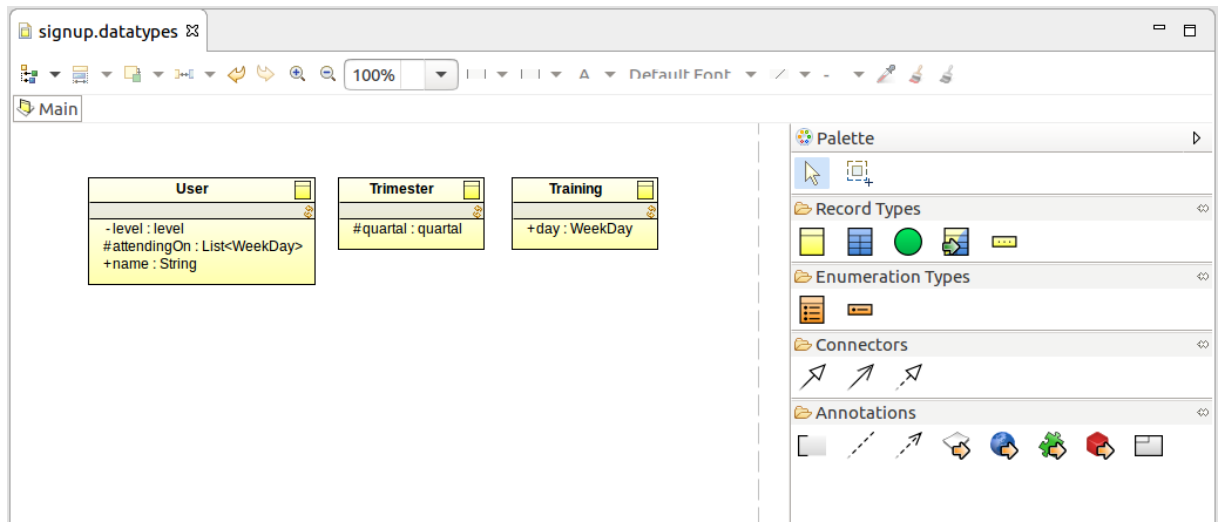 signup.datatypes
100%
A
Default Font
Main
Palette
User
- level : level
# attendingOn : List<WeekDay>
+ name : String
Trimester
# quartal : quartal
Training
+ day : WeekDay
Record Types
Enumeration Types
Connectors
Annotations